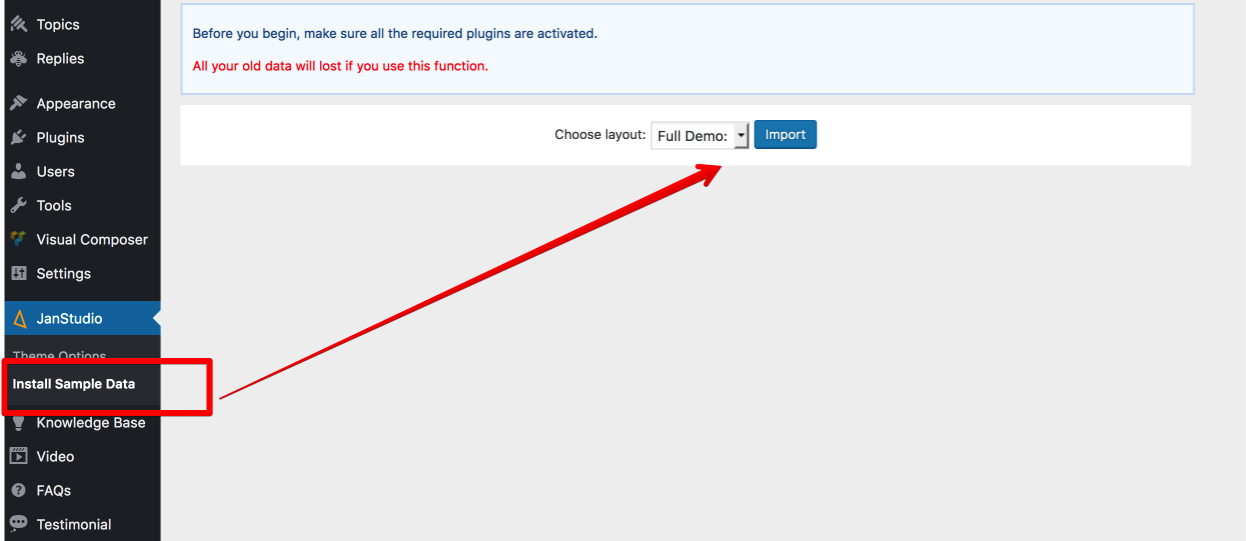 Topics
Replies
Appearance
Plugins
Users
Tools
Visual Composer
Settings
JanStudio
Theme Options
Install Sample Data
Knowledge Base
Video
FAQs
Testimonial
Before you begin, make sure all the required plugins are activated.
All your old data will lost if you use this function.
Choose layout: Full Demo: Import